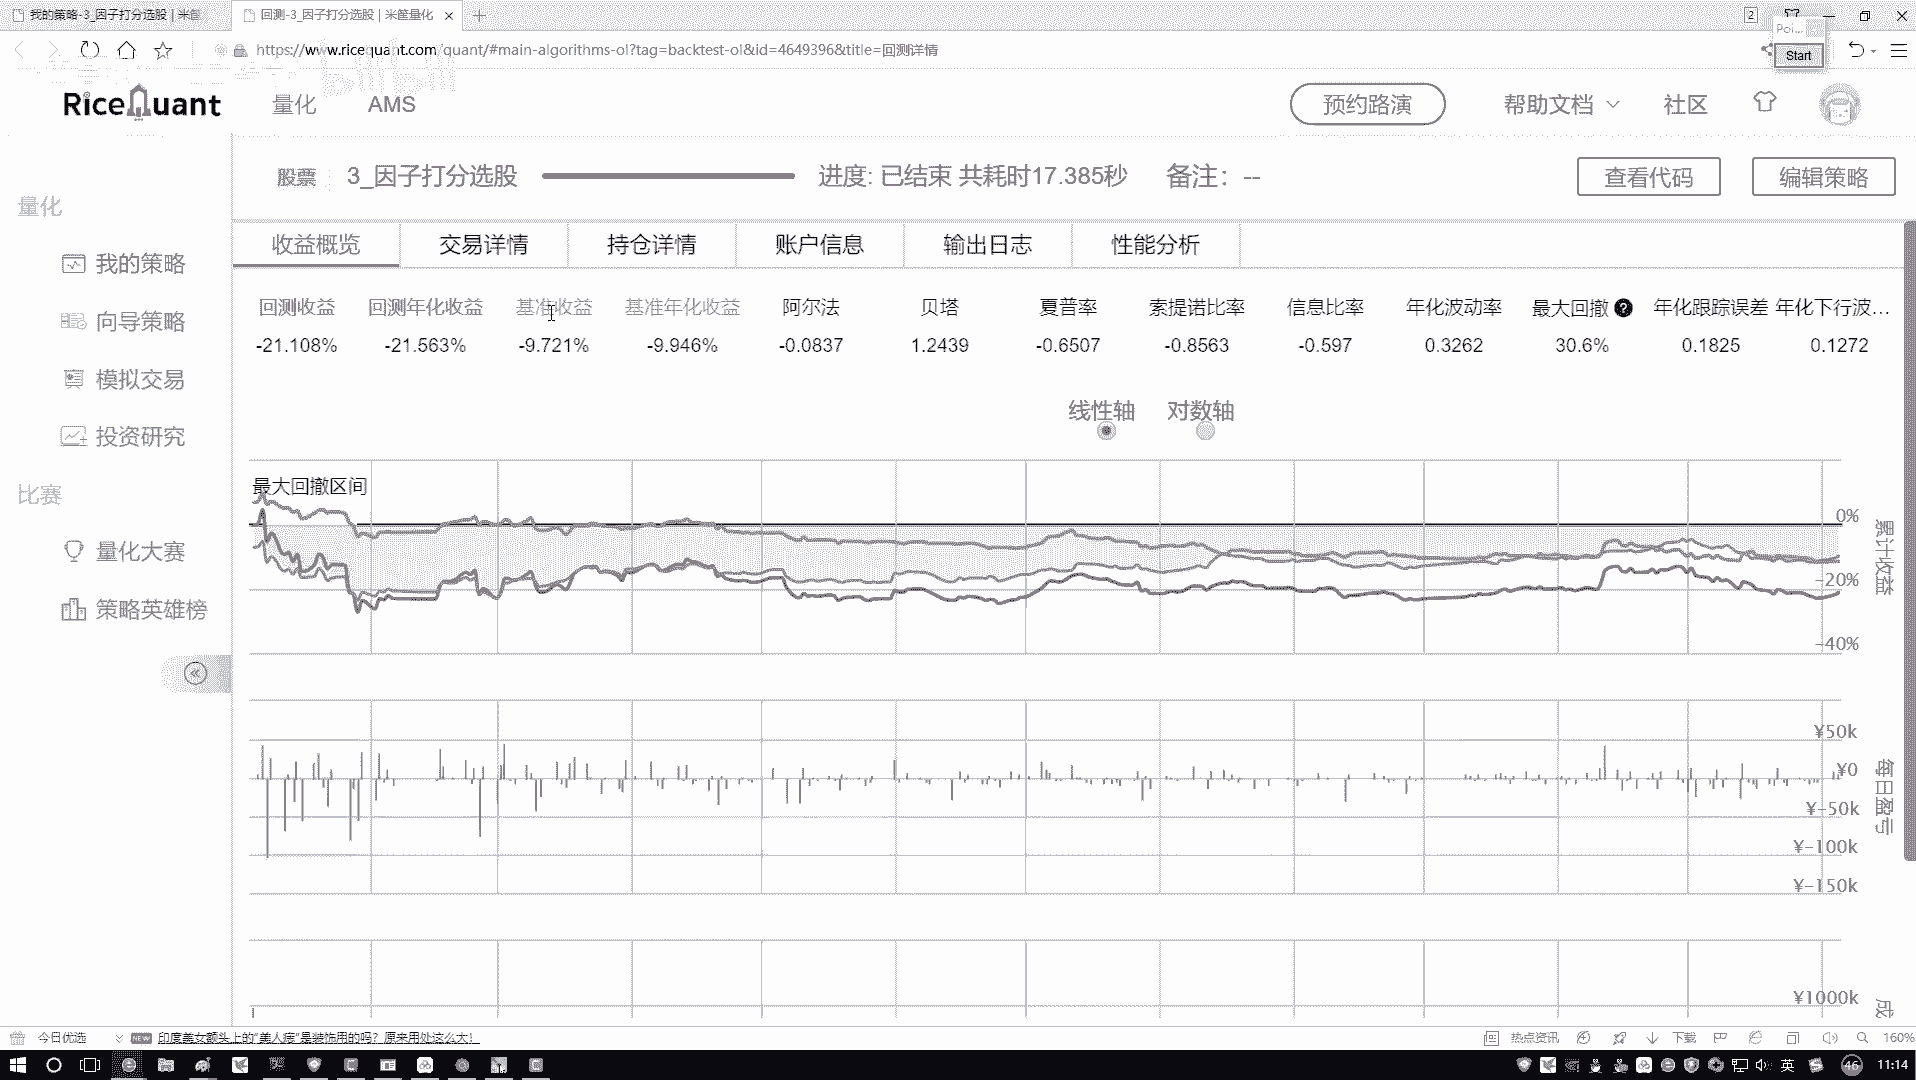 我的策略-3_因子打分选股 | 米筐
回测-3_因子打分选股 | 米筐量化
2
Poi...
Start
https://www.ricequant.com/quant/#main-algorithms-ol?tag=backtest-ol&id=4649396&title=回测详情
bilibili
RiceQuant
量化
AMS
预约路演
帮助文档
社区
股票
3_因子打分选股
进度: 已结束 共耗时17.385秒
备注： --
查看代码
编辑策略
量化
我的策略
向导策略
模拟交易
投资研究
比赛
量化大赛
策略英雄榜
收益概览 交易详情 持仓详情 账户信息 输出日志 性能分析
回测收益 回测年化收益 基准收益 基准年化收益 阿尔法 贝塔 夏普率 索提诺比率 信息比率 年化波动率 最大回撤 ? 年化跟踪误差 年化下行波...
-21.108% -21.563% -9.721% -9.946% -0.0837 1.2439 -0.6507 -0.8563 -0.597 0.3262 30.6% 0.1825 0.1272
线性轴 对数轴
最大回撤区间
0%
-20%
-40%
累计收益
¥50k
¥0
¥-50k
¥-100k
¥-150k
每日盈亏
¥1000k
成
今日优选
NEW
印度美女额头上的"美人痣"是装饰用的吗？原来用处这么大！
热点资讯
下载
160%
英
46
11:14